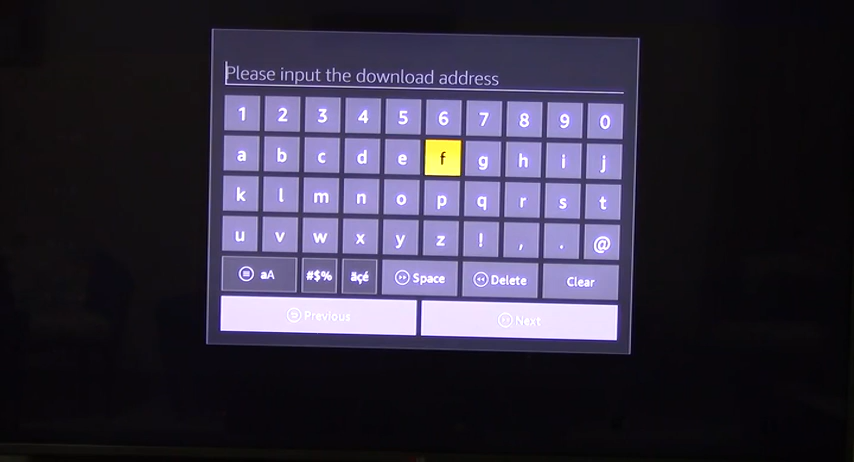 Please input the download address
1 2 3 4 5 6 7 8 9 0
a b c d e f g h i j
k l m n o p q r s t
u v w x y z ! , . @
aA #$% äçé Space Delete Clear
Previous Next